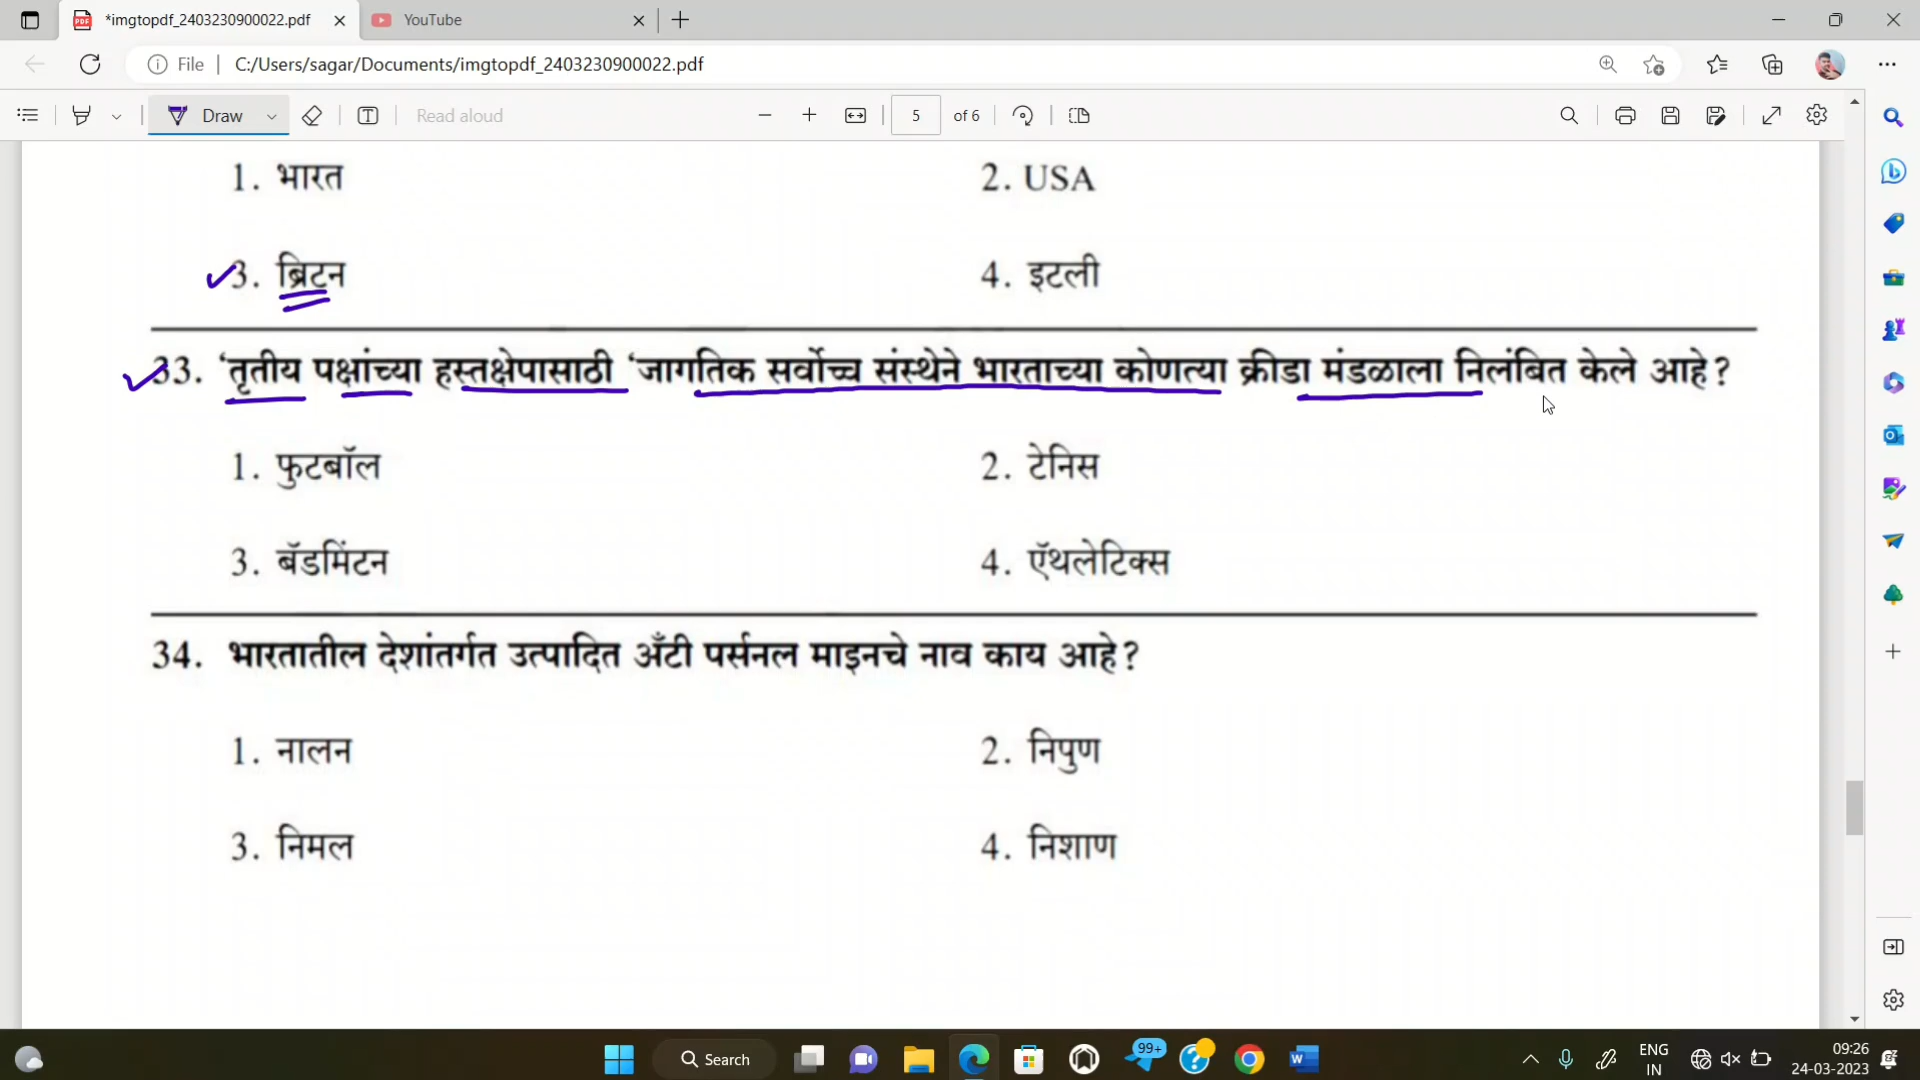 *imgtopdf_2403230900022.pdf
YouTube
File
C:/Users/sagar/Documents/imgtopdf_2403230900022.pdf
Draw
Read aloud
5
of 6
1. भारत
2. USA
3. ब्रिटन
4. इटली
33. ‘तृतीय पक्षांच्या हस्तक्षेपासाठी ‘जागतिक सर्वोच्च संस्थेने भारताच्या कोणत्या क्रीडा मंडळाला निलंबित केले आहे?
1. फुटबॉल
2. टेनिस
3. बॅडमिंटन
4. ऍथलेटिक्स
34. भारतातील देशांतर्गत उत्पादित अँटी पर्सनल माइनचे नाव काय आहे?
1. नालन
2. निपुण
3. निमल
4. निशाण
Search
99+
ENG
IN
09:26
24-03-2023